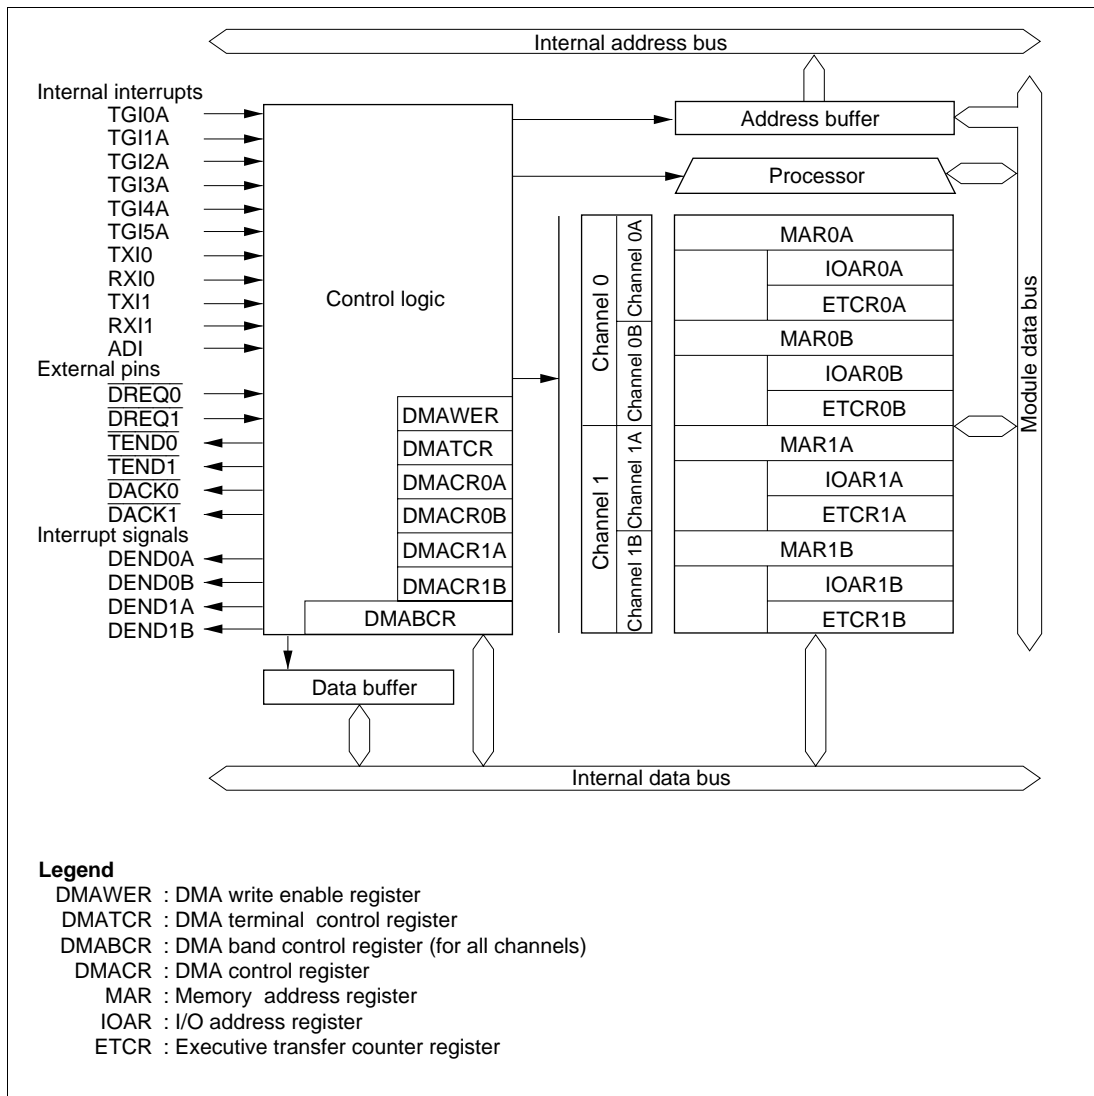 Internal address bus
Internal interrupts
TGI0A
TGI1A
TGI2A
TGI3A
TGI4A
TGI5A
TXI0
RXI0
TXI1
RXI1
ADI
External pins
DREQ0
DREQ1
TEND0
TEND1
DACK0
DACK1
Interrupt signals
DEND0A
DEND0B
DEND1A
DEND1B
Control logic
DMAWER
DMATCR
DMACR0A
DMACR0B
DMACR1A
DMACR1B
DMABCR
Data buffer
Address buffer
Processor
Channel 0
Channel 0A
Channel 0B
Channel 1
Channel 1A
Channel 1B
MAR0A
IOAR0A
ETCR0A
MAR0B
IOAR0B
ETCR0B
MAR1A
IOAR1A
ETCR1A
MAR1B
IOAR1B
ETCR1B
Module data bus
Internal data bus
Legend
DMAWER : DMA write enable register
DMATCR : DMA terminal control register
DMABCR : DMA band control register (for all channels)
DMACR : DMA control register
MAR : Memory address register
IOAR : I/O address register
ETCR : Executive transfer counter register